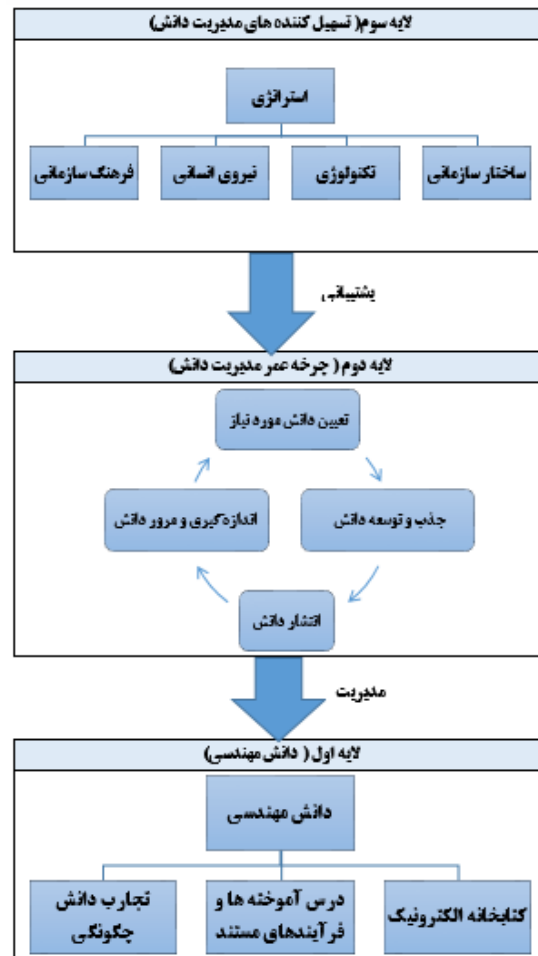 لایه سوم( تسهیل کننده های مدیریت دانش)
استراتژی
ساختار سازمانی
تکنولوژی
نیروی انسانی
فرهنگ سازمانی
پشتیبانی
لایه دوم ( چرخه عمر مدیریت دانش)
تعیین دانش مورد نیاز
جذب و توسعه دانش
اندازه گیری و مرور دانش
انتشار دانش
مدیریت
لایه اول ( دانش مهندسی)
دانش مهندسی
کتابخانه الکترونیک
درس آموخته ها و
فرآیندهای مستند
تجارب دانش
چگونگی